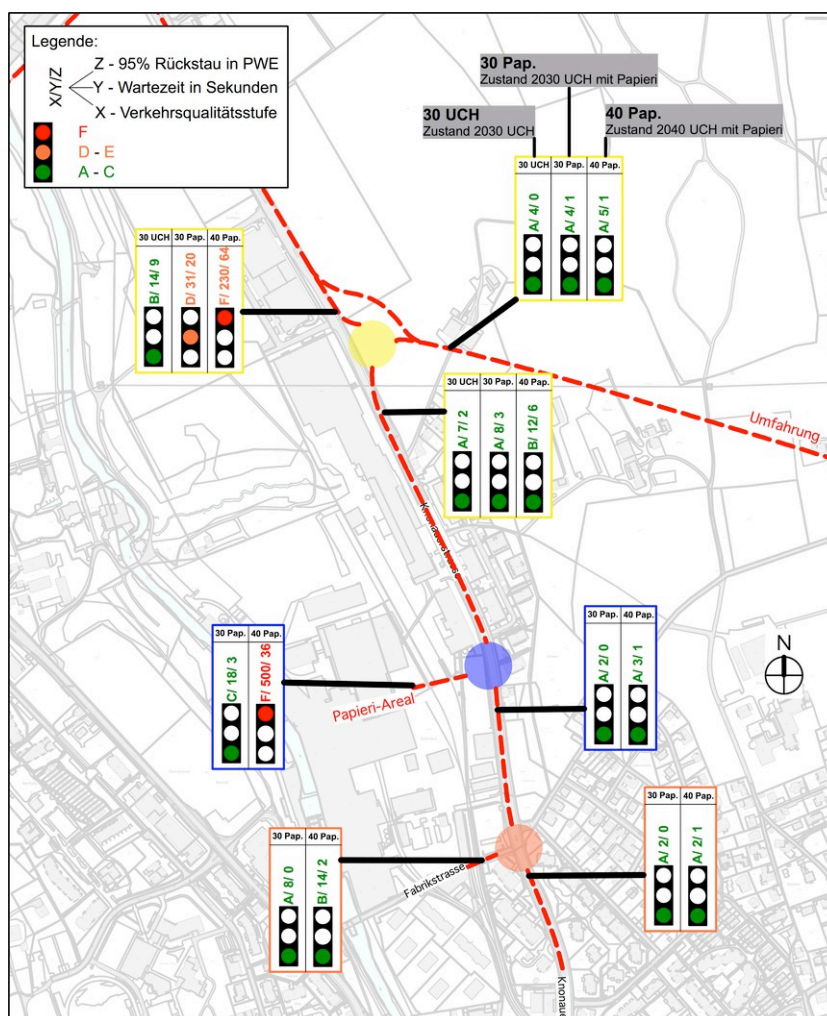 Legende:
X/Y/Z
Z - 95% Rückstau in PWE
Y - Wartezeit in Sekunden
X - Verkehrsqualitätsstufe
F
D - E
A - C
30 Pap.
Zustand 2030 UCH mit Papieri
30 UCH
Zustand 2030 UCH
40 Pap.
Zustand 2040 UCH mit Papieri
30 UCH 30 Pap. 40 Pap.
A/ 4/ 0
A/ 4/ 1
A/ 5/ 1
30 UCH 30 Pap. 40 Pap.
B/ 14/ 9
D/ 31/ 20
F/ 230/ 64
30 UCH 30 Pap. 40 Pap.
A/ 7/ 2
A/ 8/ 3
B/ 12/ 6
Umfahrung
Knonauerstrasse
30 Pap. 40 Pap.
C/ 18/ 3
F/ 500/ 36
Papieri-Areal
30 Pap. 40 Pap.
A/ 2/ 0
A/ 3/ 1
N
30 Pap. 40 Pap.
A/ 8/ 0
B/ 14/ 2
Fabrikstrasse
30 Pap. 40 Pap.
A/ 2/ 0
A/ 2/ 1
Knonaue